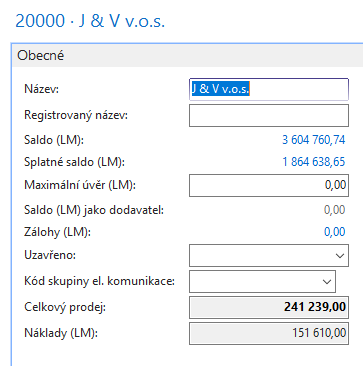 20000 · J & V v.o.s.
Obecné
Název: J & V v.o.s.
Registrovaný název:
Saldo (LM): 3 604 760,74
Splatné saldo (LM): 1 864 638,65
Maximální úvěr (LM): 0,00
Saldo (LM) jako dodavatel: 0,00
Zálohy (LM): 0,00
Uzavřeno:
Kód skupiny el. komunikace:
Celkový prodej: 241 239,00
Náklady (LM): 151 610,00